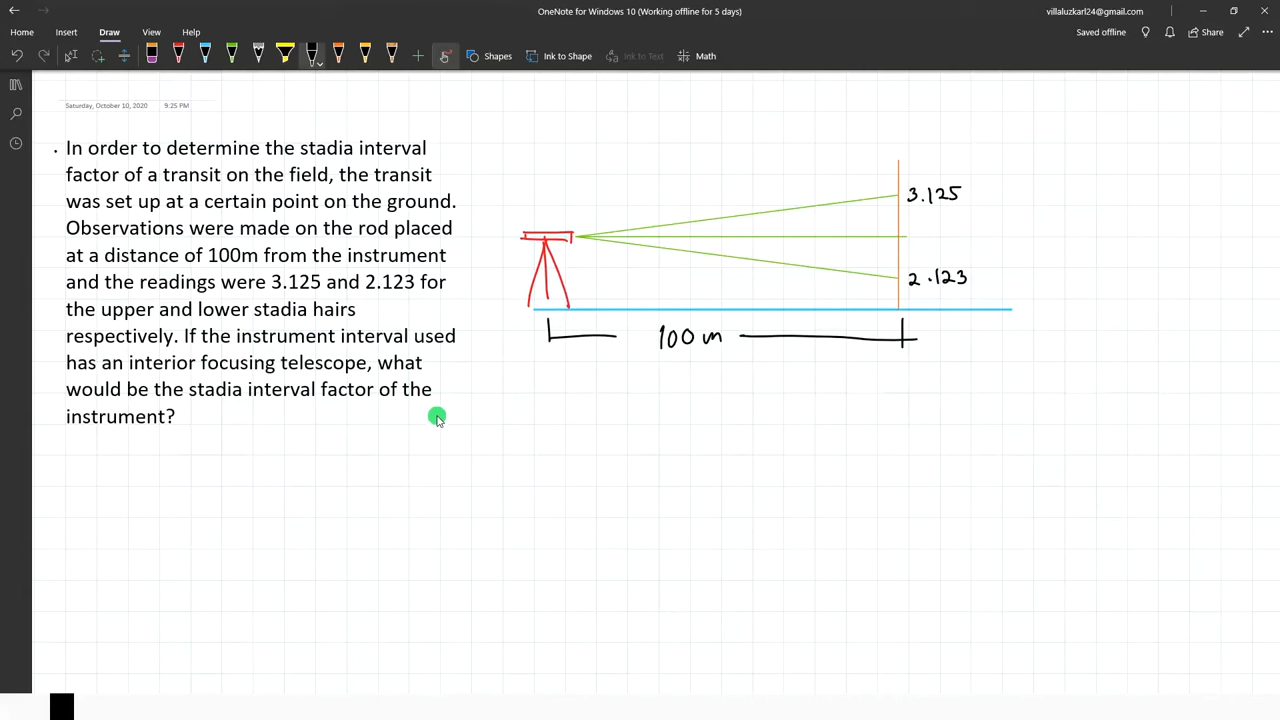 OneNote for Windows 10 (Working offline for 5 days)
villaluzkarl24@gmail.com
Home Insert Draw View Help
Saved offline Share
Shapes Ink to Shape Ink to Text Math
Saturday, October 10, 2020 9:25 PM
In order to determine the stadia interval
factor of a transit on the field, the transit
was set up at a certain point on the ground.
Observations were made on the rod placed
at a distance of 100m from the instrument
and the readings were 3.125 and 2.123 for
the upper and lower stadia hairs
respectively. If the instrument interval used
has an interior focusing telescope, what
would be the stadia interval factor of the
instrument?
3.125
2.123
100 m